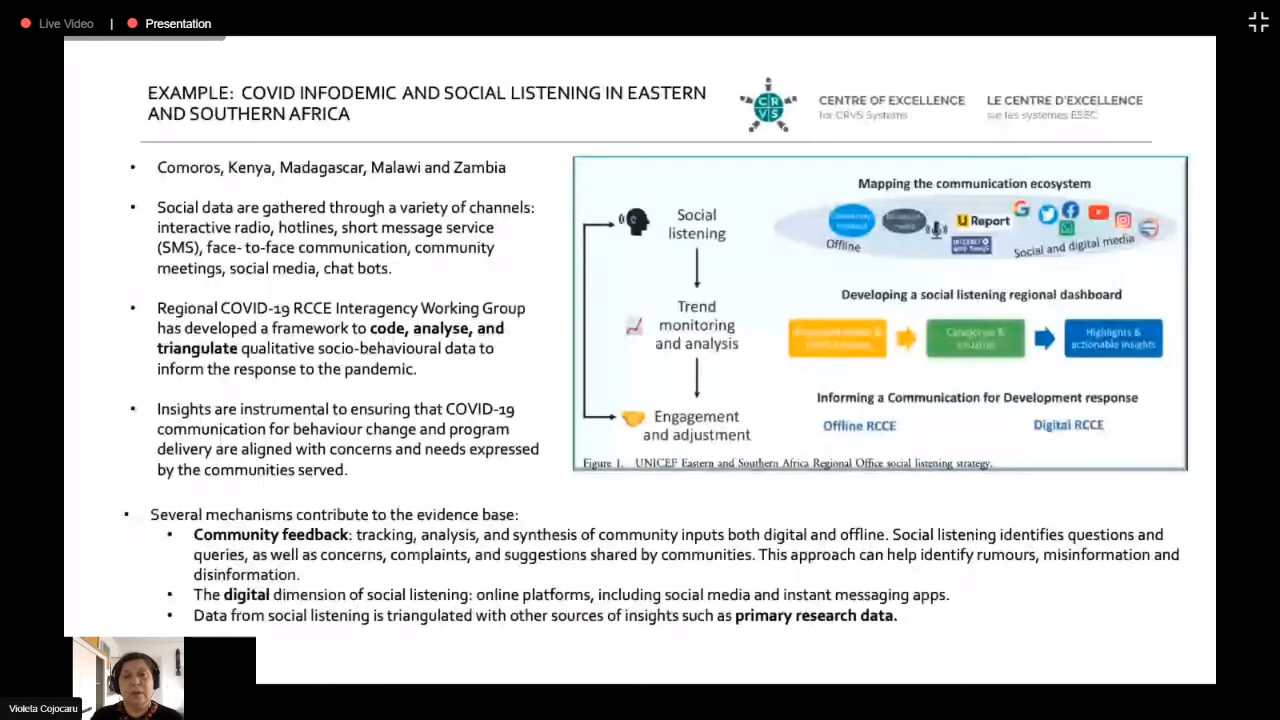 Live Video | Presentation
EXAMPLE: COVID INFODEMIC AND SOCIAL LISTENING IN EASTERN
AND SOUTHERN AFRICA
CRVS
CENTRE OF EXCELLENCE
for CRVS Systems
LE CENTRE D'EXCELLENCE
sur les systèmes ESEC
• Comoros, Kenya, Madagascar, Malawi and Zambia
• Social data are gathered through a variety of channels:
interactive radio, hotlines, short message service
(SMS), face-to-face communication, community
meetings, social media, chat bots.
• Regional COVID-19 RCCE Interagency Working Group
has developed a framework to code, analyse, and
triangulate qualitative socio-behavioural data to
inform the response to the pandemic.
• Insights are instrumental to ensuring that COVID-19
communication for behaviour change and program
delivery are aligned with concerns and needs expressed
by the communities served.
Social
listening
Trend
monitoring
and analysis
Engagement
and adjustment
Mapping the communication ecosystem
U Report
Offline
Social and digital media
Developing a social listening regional dashboard
Highlights &
actionable insights
Informing a Communication for Development response
Offline RCCE
Digital RCCE
Figure 1. UNICEF Eastern and Southern Africa Regional Office social listening strategy.
• Several mechanisms contribute to the evidence base:
• Community feedback: tracking, analysis, and synthesis of community inputs both digital and offline. Social listening identifies questions and
queries, as well as concerns, complaints, and suggestions shared by communities. This approach can help identify rumours, misinformation and
disinformation.
• The digital dimension of social listening: online platforms, including social media and instant messaging apps.
• Data from social listening is triangulated with other sources of insights such as primary research data.
Violeta Cojocaru